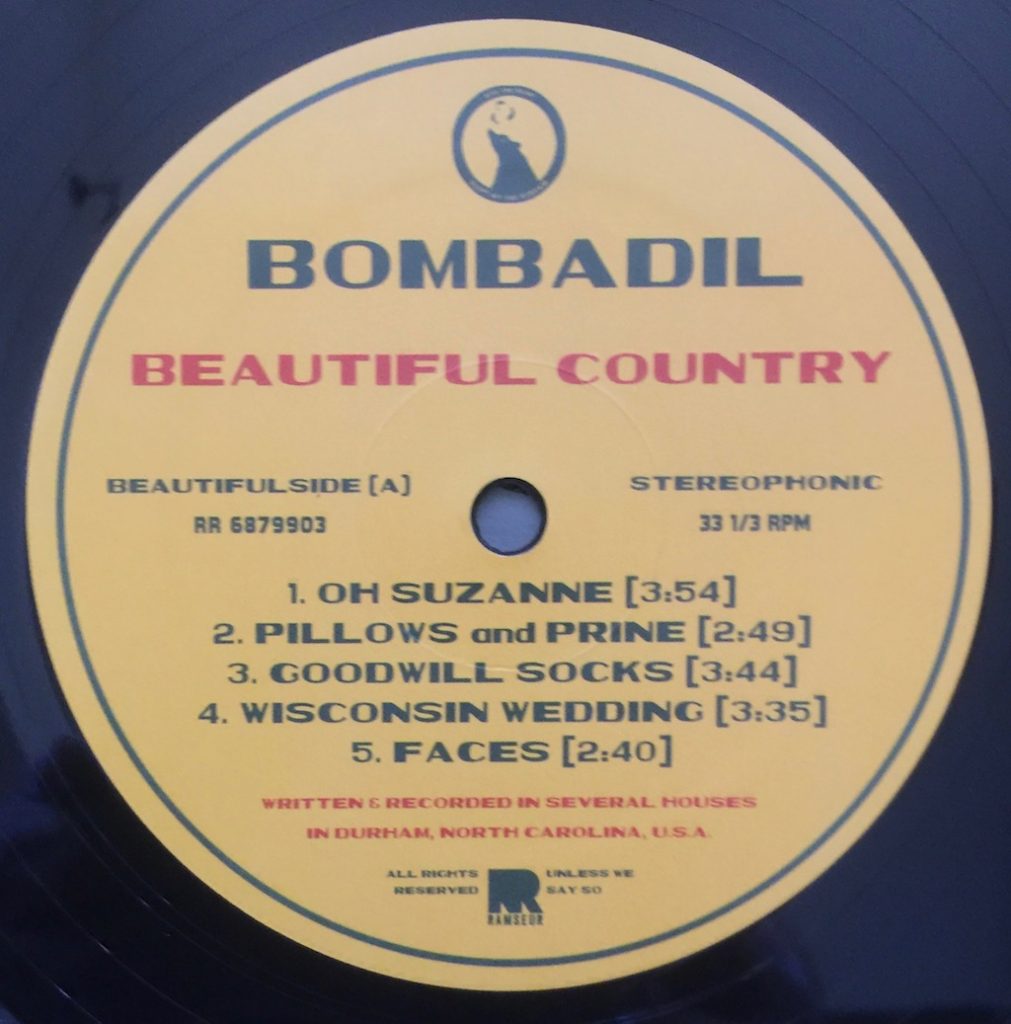 BOMBADIL
BEAUTIFUL COUNTRY
BEAUTIFULSIDE [A]
RR 6879903
STEREOPHONIC
33 1/3 RPM
1. OH SUZANNE [3:54]
2. PILLOWS and PRINE [2:49]
3. GOODWILL SOCKS [3:44]
4. WISCONSIN WEDDING [3:35]
5. FACES [2:40]
WRITTEN & RECORDED IN SEVERAL HOUSES
IN DURHAM, NORTH CAROLINA, U.S.A.
ALL RIGHTS
RESERVED
RAMSEUR
UNLESS WE
SAY SO